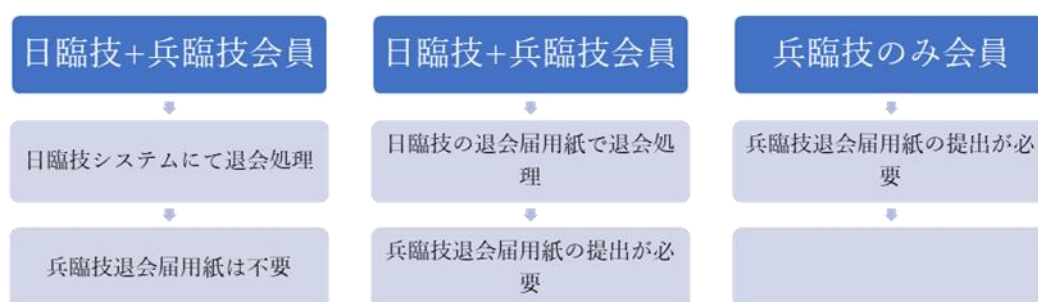 日臨技+兵臨技会員
日臨技システムにて退会処理
兵臨技退会届用紙は不要
日臨技+兵臨技会員
日臨技の退会届用紙で退会処
理
兵臨技退会届用紙の提出が必
要
兵臨技のみ会員
兵臨技退会届用紙の提出が必
要